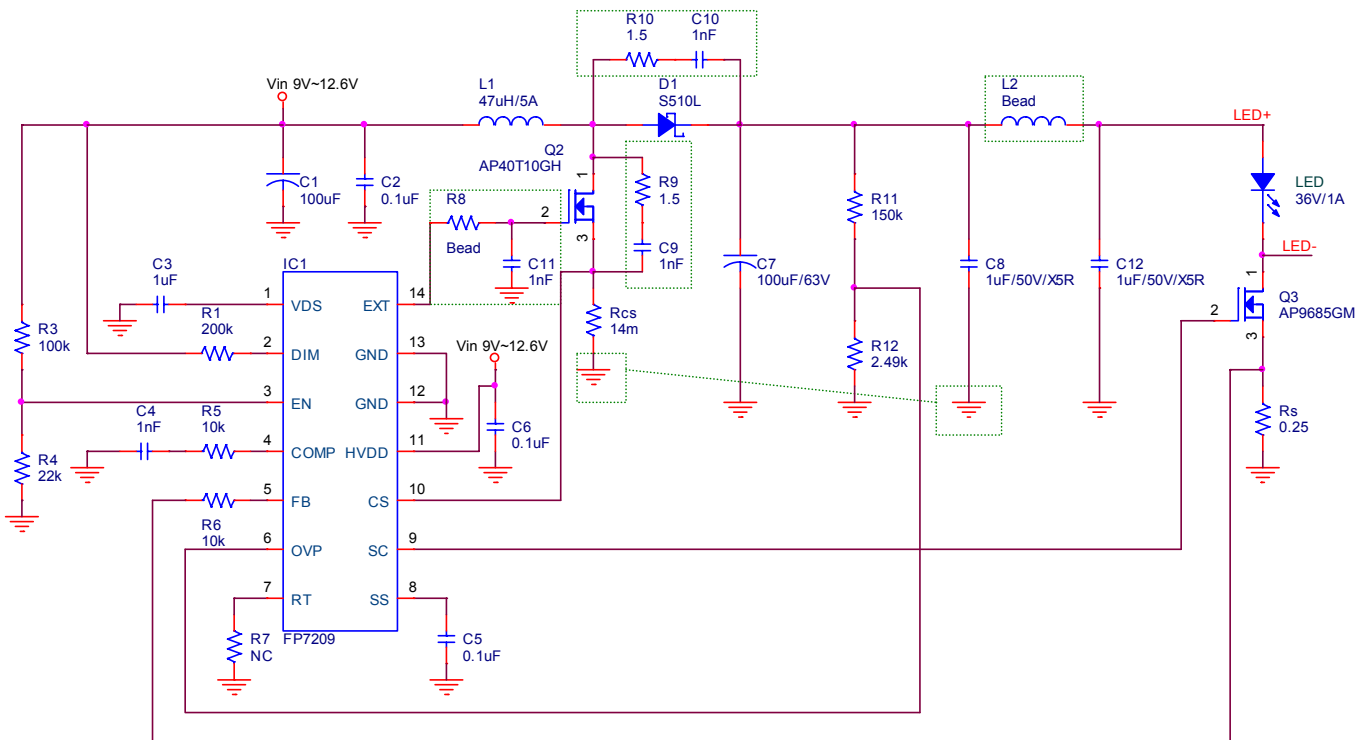 R10
1.5
C10
1nF
Vin 9V~12.6V
L1
47uH/5A
D1
S510L
L2
Bead
LED+
Q2
AP40T10GH
1
2
3
R9
1.5
C9
1nF
C1
100uF
C2
0.1uF
R8
Bead
C11
1nF
R11
150k
LED
36V/1A
LED-
C7
100uF/63V
C8
1uF/50V/X5R
C12
1uF/50V/X5R
1
2
3
Q3
AP9685GM
Rcs
14m
R12
2.49k
Rs
0.25
C3
1uF
R1
200k
R3
100k
R4
22k
C4
1nF
R5
10k
R6
10k
R7
NC
IC1
1 VDS EXT 14
2 DIM GND 13
3 EN GND 12
4 COMP HVDD 11
5 FB CS 10
6 OVP SC 9
7 RT SS 8
FP7209
Vin 9V~12.6V
C6
0.1uF
C5
0.1uF